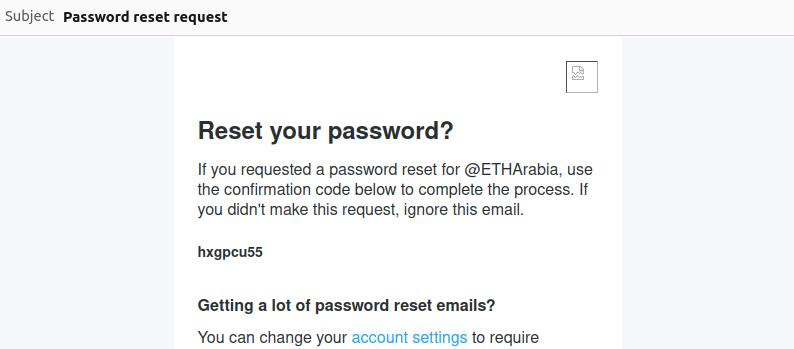 Subject Password reset request
Reset your password?
If you requested a password reset for @ETHArabia, use
the confirmation code below to complete the process. If
you didn't make this request, ignore this email.
hxgpcu55
Getting a lot of password reset emails?
You can change your account settings to require